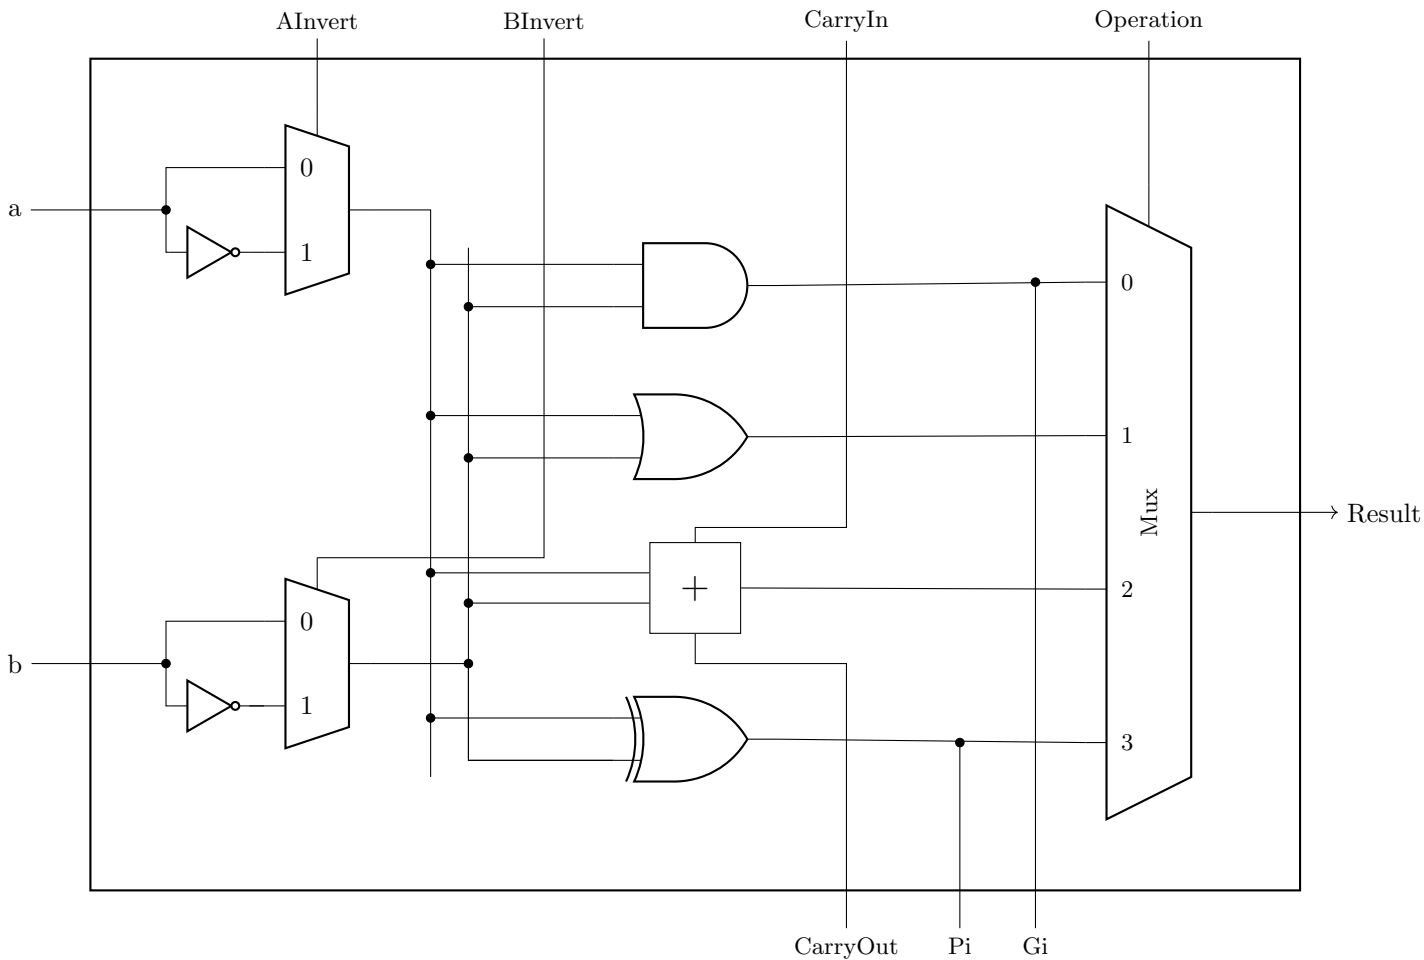 AInvert
BInvert
CarryIn
Operation
0
a
1
0
1
Mux
Result
+
2
0
b
1
3
CarryOut
Pi
Gi